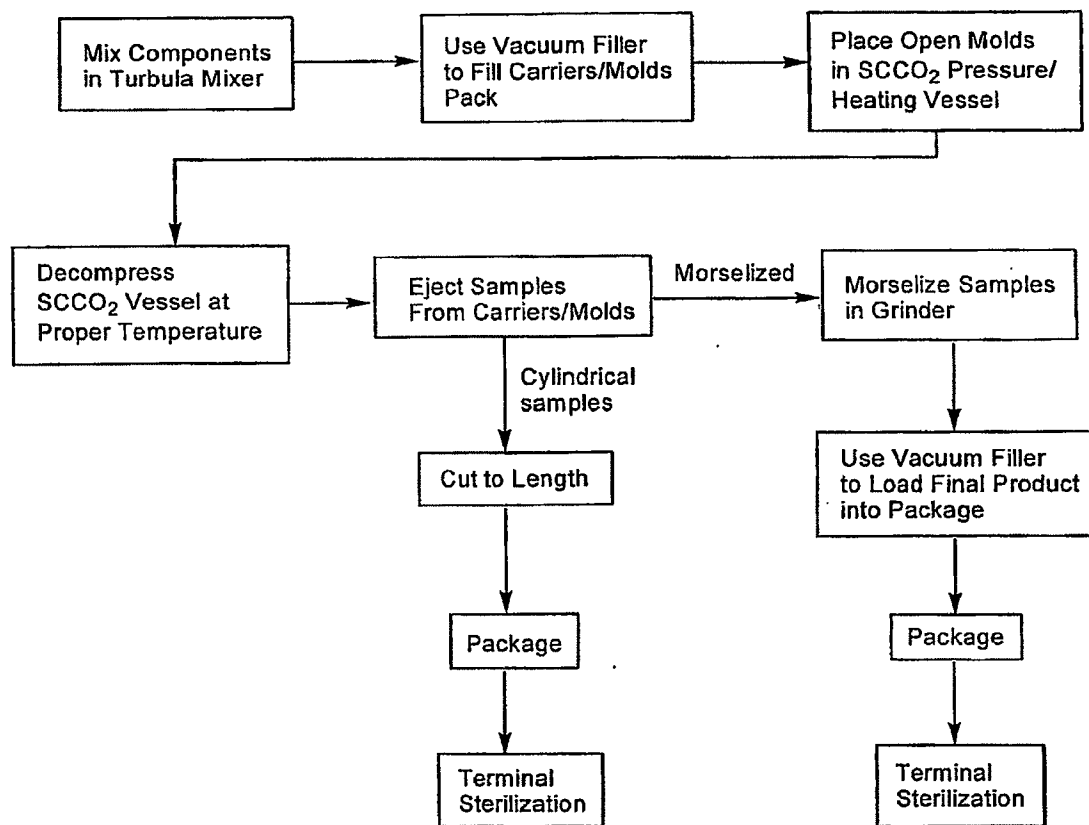 Mix Components
in Turbula Mixer
Use Vacuum Filler
to Fill Carriers/Molds
Pack
Place Open Molds
in SCCO₂ Pressure/
Heating Vessel
Decompress
SCCO₂ Vessel at
Proper Temperature
Eject Samples
From Carriers/Molds
Morselized
Morselize Samples
in Grinder
Cylindrical
samples
Cut to Length
Use Vacuum Filler
to Load Final Product
into Package
Package
Package
Terminal
Sterilization
Terminal
Sterilization